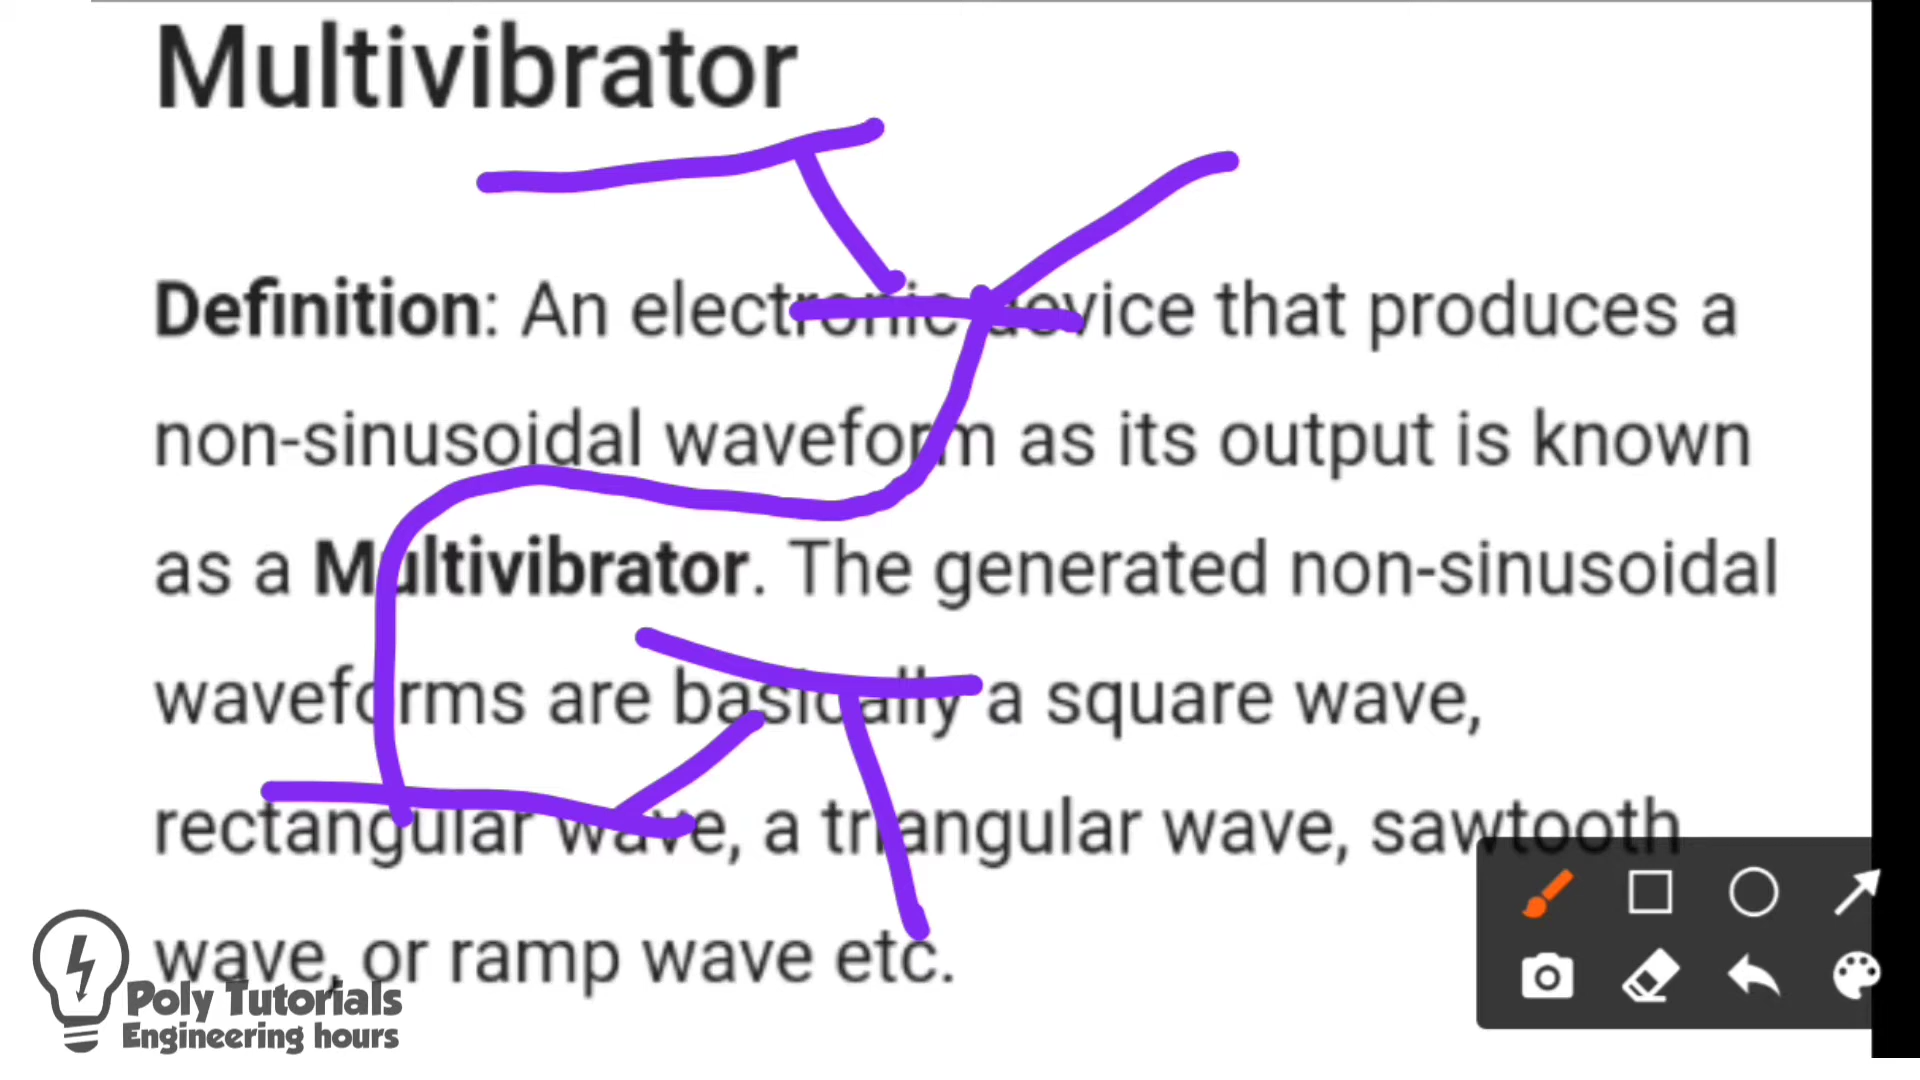 Multivibrator
Definition: An electronic device that produces a
non-sinusoidal waveform as its output is known
as a Multivibrator. The generated non-sinusoidal
waveforms are basically a square wave,
rectangular wave, a triangular wave, sawtooth
wave, or ramp wave etc.
Poly Tutorials
Engineering hours